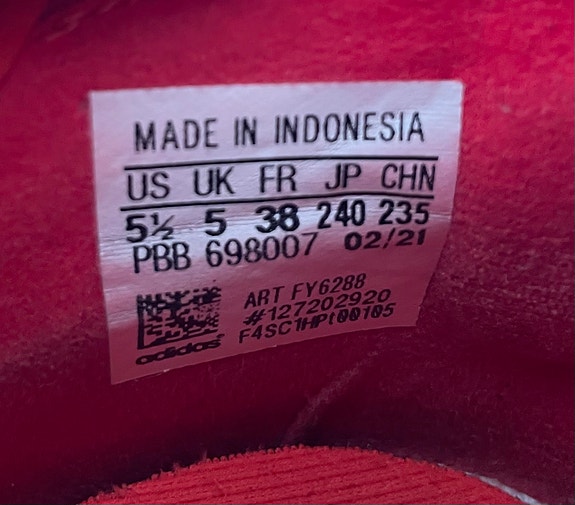 MADE IN INDONESIA
US UK FR JP CHN
5½ 5 38 240 235
PBB 698007 02/21
ART FY6288
#127202920
F4SC1HPt00105
adidas